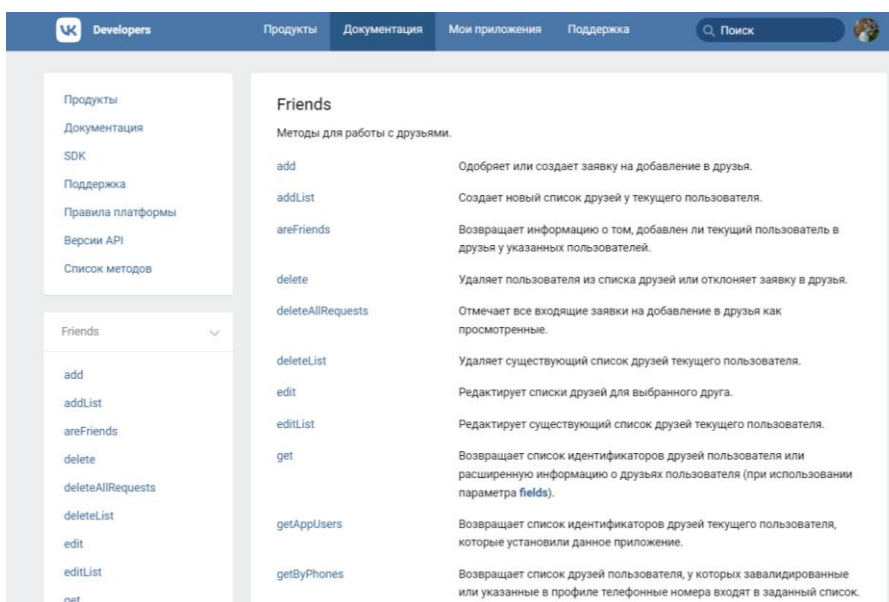 Developers
Продукты Документация Мои приложения Поддержка Поиск
Продукты
Документация
SDK
Поддержка
Правила платформы
Версии API
Список методов
Friends
add
addList
areFriends
delete
deleteAllRequests
deleteList
edit
editList
get
Friends
Методы для работы с друзьями.
add Одобряет или создает заявку на добавление в друзья.
addList Создает новый список друзей у текущего пользователя.
areFriends Возвращает информацию о том, добавлен ли текущий пользователь в
друзья у указанных пользователей.
delete Удаляет пользователя из списка друзей или отклоняет заявку в друзья.
deleteAllRequests Отмечает все входящие заявки на добавление в друзья как
просмотренные.
deleteList Удаляет существующий список друзей текущего пользователя.
edit Редактирует списки друзей для выбранного друга.
editList Редактирует существующий список друзей текущего пользователя.
get Возвращает список идентификаторов друзей пользователя или
расширенную информацию о друзьях пользователя (при использовании
параметра fields).
getAppUsers Возвращает список идентификаторов друзей текущего пользователя,
которые установили данное приложение.
getByPhones Возвращает список друзей пользователя, у которых завалидированные
или указанные в профиле телефонные номера входят в заданный список.